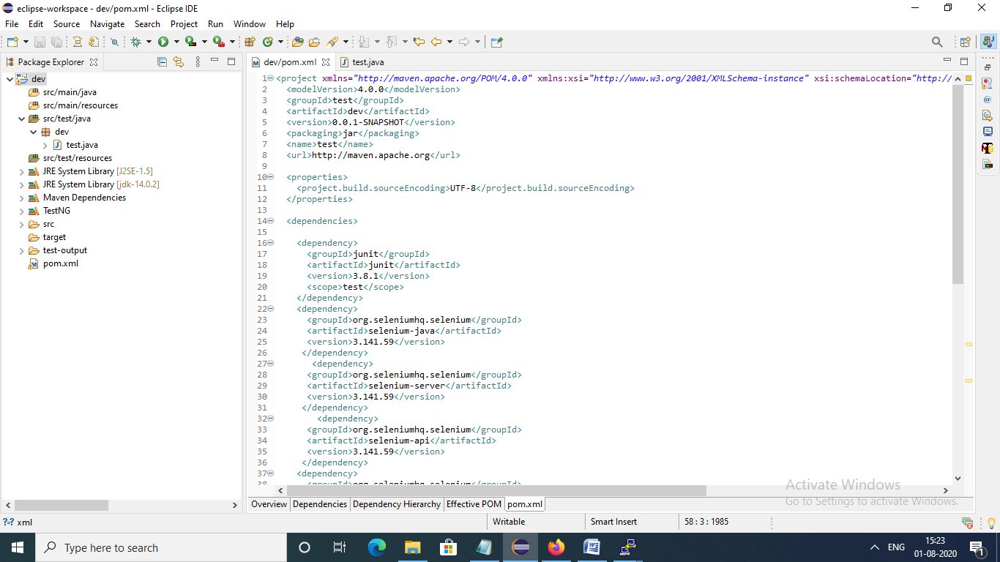 eclipse-workspace - dev/pom.xml - Eclipse IDE
File Edit Source Navigate Search Project Run Window Help
Package Explorer
dev
src/main/java
src/main/resources
src/test/java
dev
test.java
src/test/resources
JRE System Library [J2SE-1.5]
JRE System Library [jdk-14.0.2]
Maven Dependencies
TestNG
src
target
test-output
pom.xml
dev/pom.xml test.java
1 <project xmlns="http://maven.apache.org/POM/4.0.0" xmlns:xsi="http://www.w3.org/2001/XMLSchema-instance" xsi:schemaLocation="http://
2 <modelVersion>4.0.0</modelVersion>
3 <groupId>test</groupId>
4 <artifactId>dev</artifactId>
5 <version>0.0.1-SNAPSHOT</version>
6 <packaging>jar</packaging>
7 <name>test</name>
8 <url>http://maven.apache.org</url>
9
10 <properties>
11 <project.build.sourceEncoding>UTF-8</project.build.sourceEncoding>
12 </properties>
13
14 <dependencies>
15
16 <dependency>
17 <groupId>junit</groupId>
18 <artifactId>junit</artifactId>
19 <version>3.8.1</version>
20 <scope>test</scope>
21 </dependency>
22 <dependency>
23 <groupId>org.seleniumhq.selenium</groupId>
24 <artifactId>selenium-java</artifactId>
25 <version>3.141.59</version>
26 </dependency>
27 <dependency>
28 <groupId>org.seleniumhq.selenium</groupId>
29 <artifactId>selenium-server</artifactId>
30 <version>3.141.59</version>
31 </dependency>
32 <dependency>
33 <groupId>org.seleniumhq.selenium</groupId>
34 <artifactId>selenium-api</artifactId>
35 <version>3.141.59</version>
36 </dependency>
37 <dependency>
38 <groupId>org.seleniumhq.selenium</groupId>
Activate Windows
Go to Settings to activate Windows.
Overview Dependencies Dependency Hierarchy Effective POM pom.xml
xml Writable Smart Insert 58 : 3 : 1985
Type here to search
ENG
15:23
01-08-2020
1